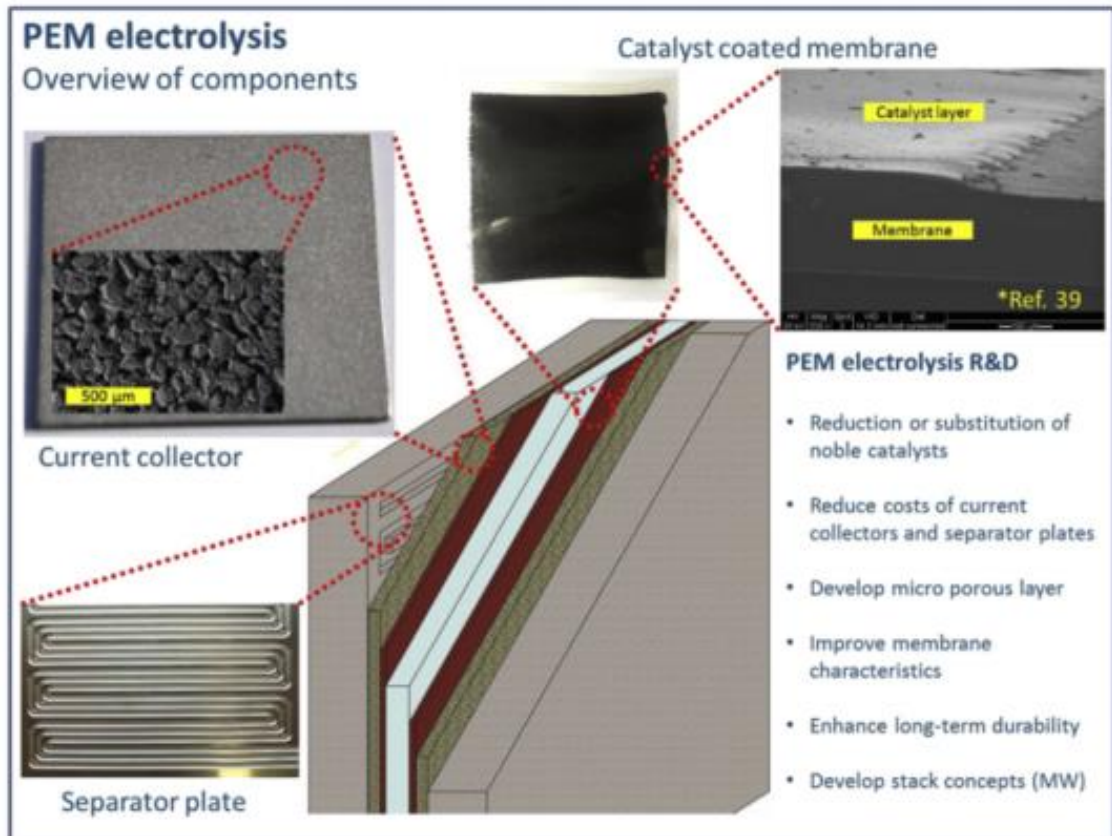 PEM electrolysis
Overview of components
Catalyst coated membrane
Catalyst layer
Membrane
*Ref. 39
500 µm
Current collector
Separator plate
PEM electrolysis R&D
• Reduction or substitution of
noble catalysts
• Reduce costs of current
collectors and separator plates
• Develop micro porous layer
• Improve membrane
characteristics
• Enhance long-term durability
• Develop stack concepts (MW)